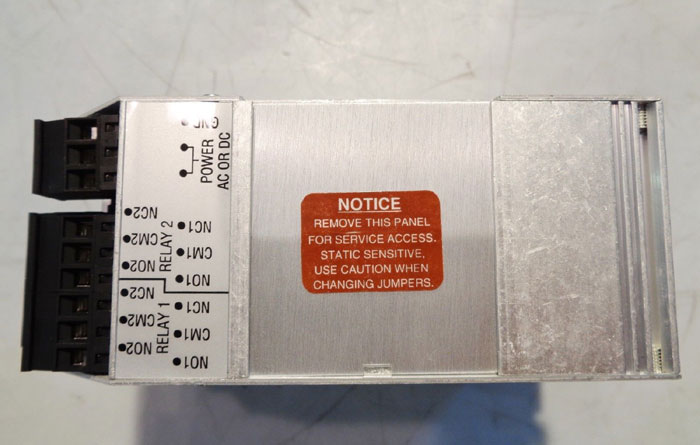 GND
POWER
AC OR DC
NC2
CM2
NO2
RELAY 2
NC1
CM1
NO1
NC2
CM2
NO2
RELAY 1
NC1
CM1
NO1
NOTICE
REMOVE THIS PANEL
FOR SERVICE ACCESS.
STATIC SENSITIVE,
USE CAUTION WHEN
CHANGING JUMPERS.